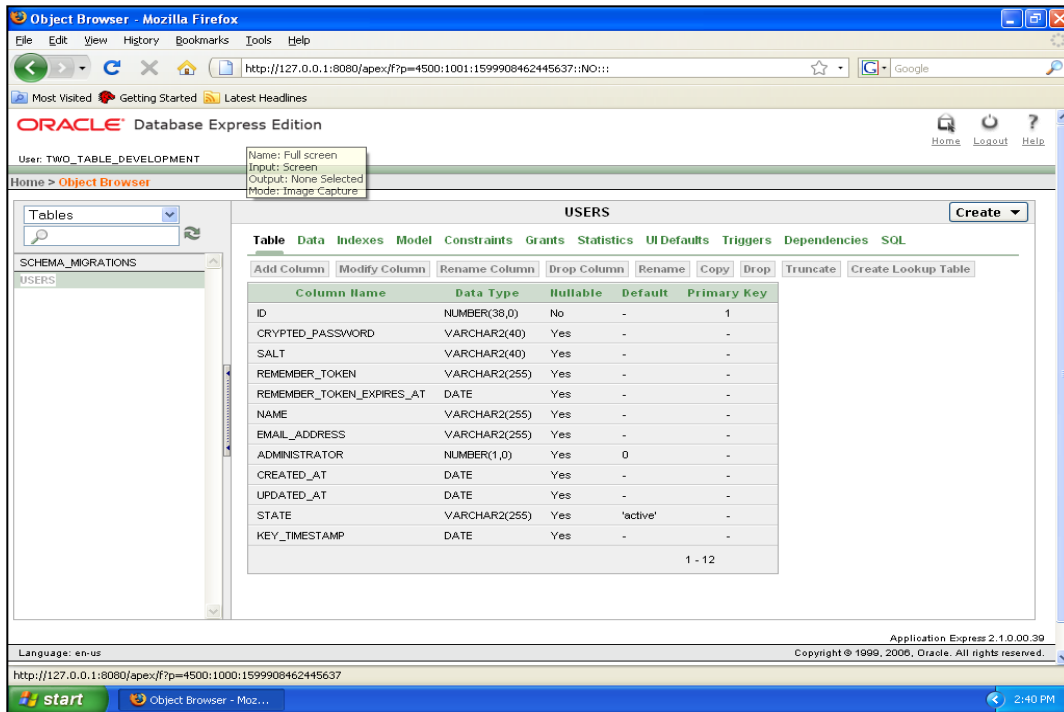 Object Browser - Mozilla Firefox
File Edit View History Bookmarks Tools Help
http://127.0.0.1:8080/apex/f?p=4500:1001:1599908462445637::NO:::
G Google
Most Visited Getting Started Latest Headlines
ORACLE Database Express Edition
Home Logout Help
User: TWO_TABLE_DEVELOPMENT
Name: Full screen
Input: Screen
Output: None Selected
Mode: Image Capture
Home > Object Browser
Tables
USERS
Create
Table Data Indexes Model Constraints Grants Statistics UI Defaults Triggers Dependencies SQL
SCHEMA_MIGRATIONS
USERS
Add Column Modify Column Rename Column Drop Column Rename Copy Drop Truncate Create Lookup Table
Column Name Data Type Nullable Default Primary Key
ID NUMBER(38,0) No - 1
CRYPTED_PASSWORD VARCHAR2(40) Yes - -
SALT VARCHAR2(40) Yes - -
REMEMBER_TOKEN VARCHAR2(255) Yes - -
REMEMBER_TOKEN_EXPIRES_AT DATE Yes - -
NAME VARCHAR2(255) Yes - -
EMAIL_ADDRESS VARCHAR2(255) Yes - -
ADMINISTRATOR NUMBER(1,0) Yes 0 -
CREATED_AT DATE Yes - -
UPDATED_AT DATE Yes - -
STATE VARCHAR2(255) Yes 'active' -
KEY_TIMESTAMP DATE Yes - -
1 - 12
Application Express 2.1.0.00.39
Language: en-us
Copyright © 1999, 2006, Oracle. All rights reserved.
http://127.0.0.1:8080/apex/f?p=4500:1000:1599908462445637
start
Object Browser - Moz...
2:40 PM